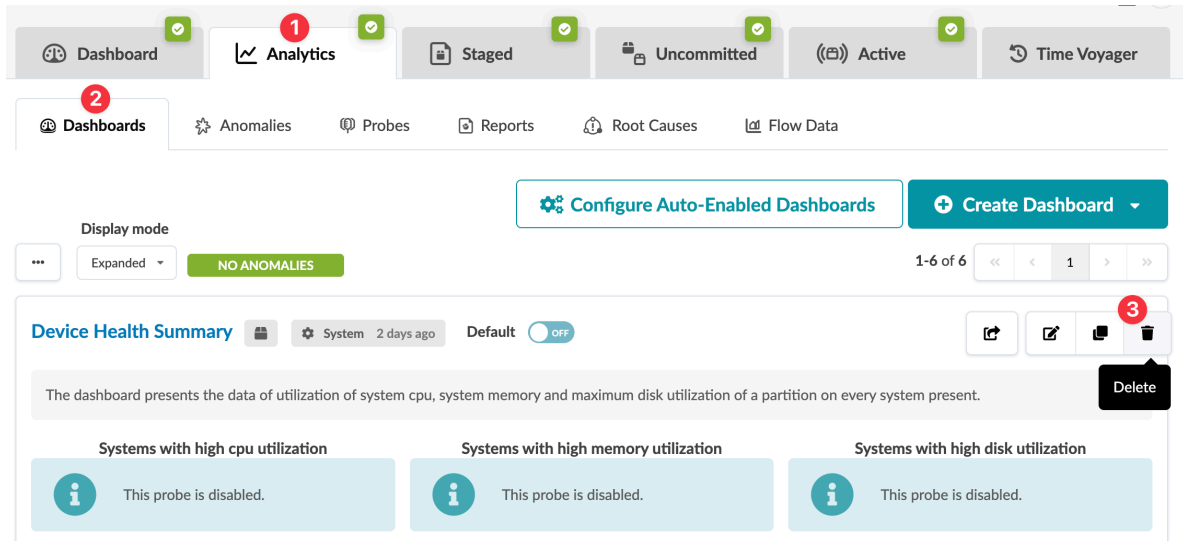 1
Dashboard Analytics Staged Uncommitted Active Time Voyager
2
Dashboards Anomalies Probes Reports Root Causes Flow Data
Configure Auto-Enabled Dashboards Create Dashboard
Display mode
... Expanded NO ANOMALIES 1-6 of 6 « < 1 > »
3
Device Health Summary System 2 days ago Default OFF
Delete
The dashboard presents the data of utilization of system cpu, system memory and maximum disk utilization of a partition on every system present.
Systems with high cpu utilization Systems with high memory utilization Systems with high disk utilization
This probe is disabled. This probe is disabled. This probe is disabled.